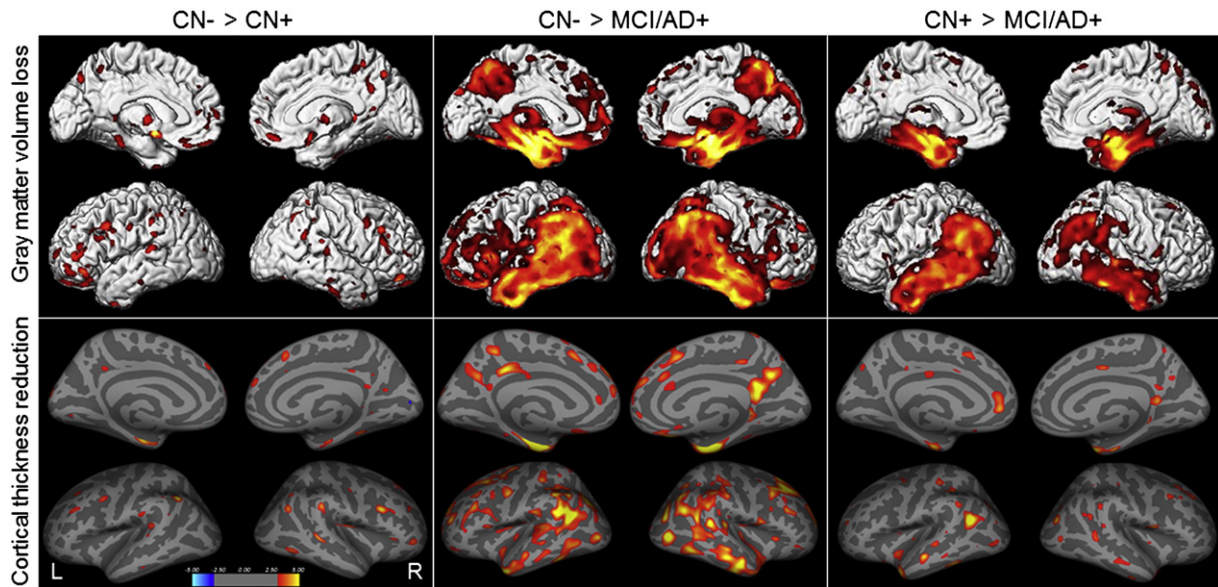 CN- > CN+
CN- > MCI/AD+
CN+ > MCI/AD+
Gray matter volume loss
Cortical thickness reduction
L
R
-5.00 -2.50 0.00 2.50 5.00